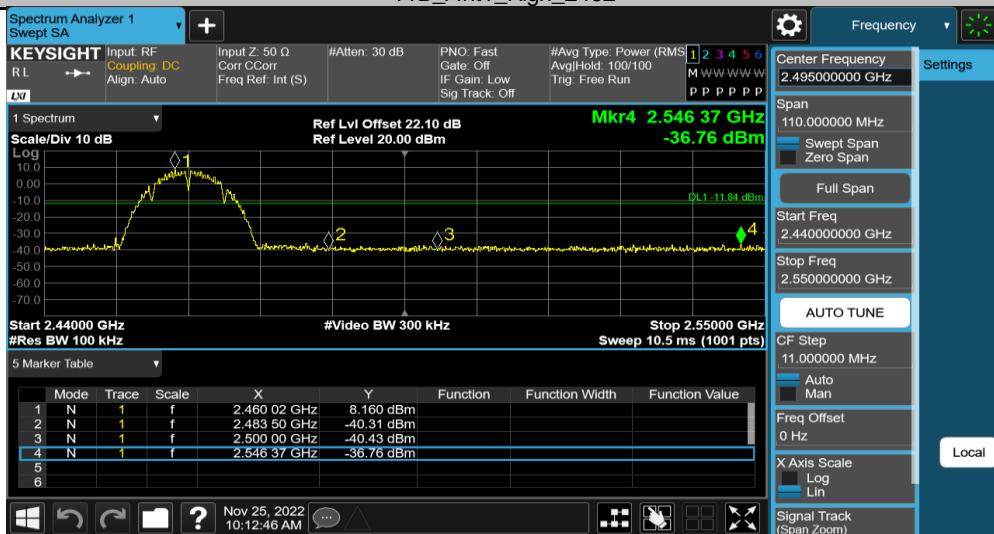 Spectrum Analyzer 1
Swept SA
Frequency
KEYSIGHT
RL
LXI
Input: RF
Coupling: DC
Align: Auto
Input Z: 50 Ω
Corr CCorr
Freq Ref: Int (S)
#Atten: 30 dB
PNO: Fast
Gate: Off
IF Gain: Low
Sig Track: Off
#Avg Type: Power (RMS
Avg|Hold: 100/100
Trig: Free Run
1 2 3 4 5 6
M W W W W W
P P P P P P
Center Frequency
2.495000000 GHz
Settings
1 Spectrum
Scale/Div 10 dB
Ref Lvl Offset 22.10 dB
Ref Level 20.00 dBm
Mkr4 2.546 37 GHz
-36.76 dBm
Log
10.0
0.00
-10.0
-20.0
-30.0
-40.0
-50.0
-60.0
-70.0
1
2
3
4
DL1 -11.84 dBm
Start 2.44000 GHz
#Res BW 100 kHz
#Video BW 300 kHz
Stop 2.55000 GHz
Sweep 10.5 ms (1001 pts)
Span
110.000000 MHz
Swept Span
Zero Span
Full Span
Start Freq
2.440000000 GHz
Stop Freq
2.550000000 GHz
AUTO TUNE
CF Step
11.000000 MHz
Auto
Man
Freq Offset
0 Hz
X Axis Scale
Log
Lin
Signal Track
(Span Zoom)
Local
5 Marker Table
Mode Trace Scale X Y Function Function Width Function Value
1 N 1 f 2.460 02 GHz 8.160 dBm
2 N 1 f 2.483 50 GHz -40.31 dBm
3 N 1 f 2.500 00 GHz -40.43 dBm
4 N 1 f 2.546 37 GHz -36.76 dBm
5
6
?
Nov 25, 2022
10:12:46 AM